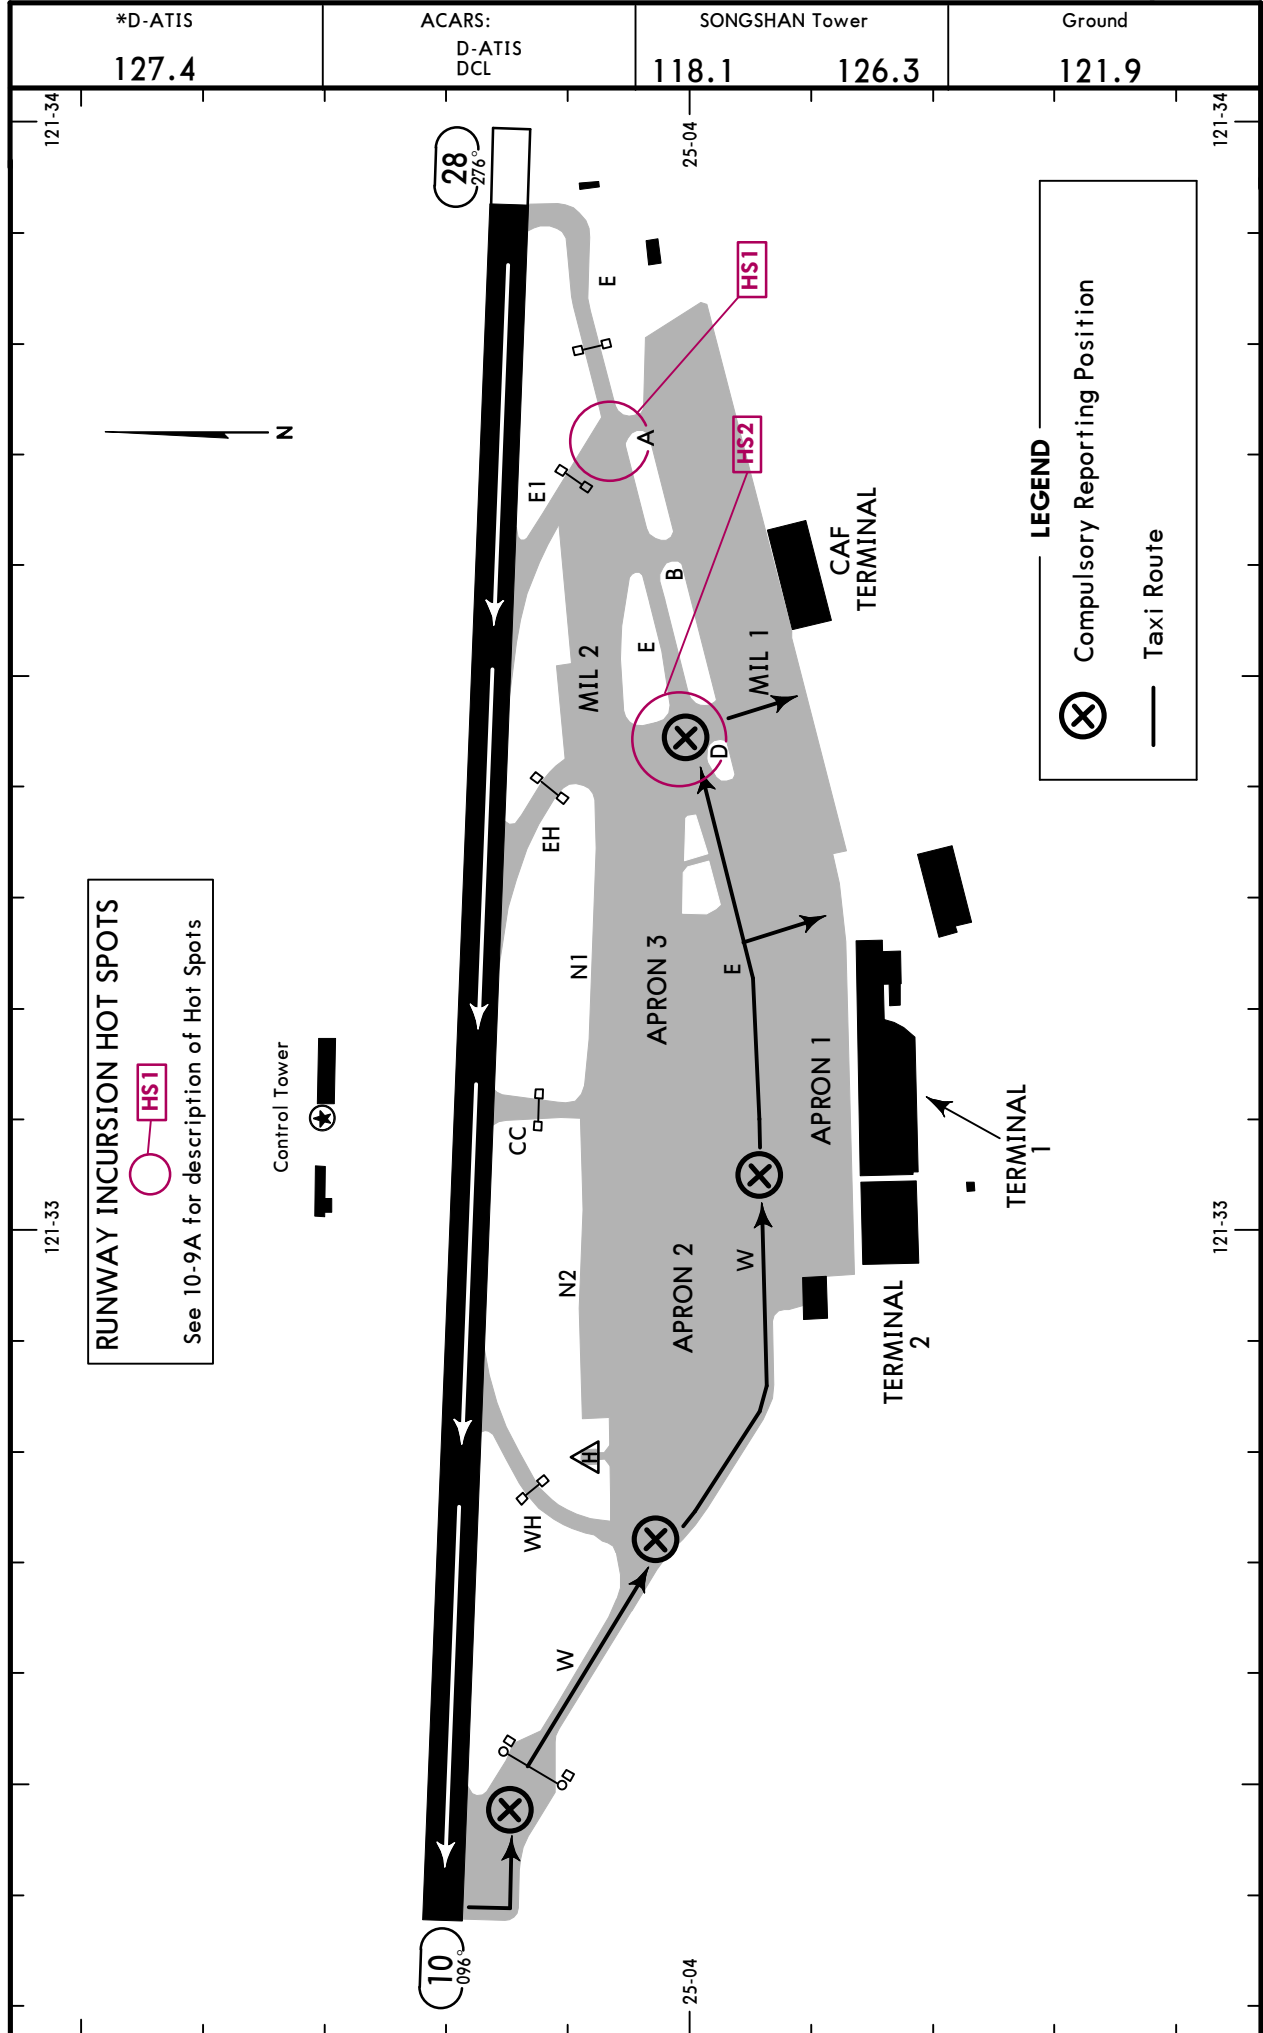 *D-ATIS
127.4
ACARS:
D-ATIS
DCL
SONGSHAN Tower
118.1 126.3
Ground
121.9
121-34
25-04
121-34
28
276°
E
HS1
N
A
HS2
E1
B
CAF
TERMINAL
E
MIL 2
MIL 1
D
EH
LEGEND
Compulsory Reporting Position
Taxi Route
RUNWAY INCURSION HOT SPOTS
HS1
See 10-9A for description of Hot Spots
N1
APRON 3
E
Control Tower
CC
APRON 1
TERMINAL
1
121-33
121-33
N2
APRON 2
W
TERMINAL
2
H
WH
W
10
096°
25-04